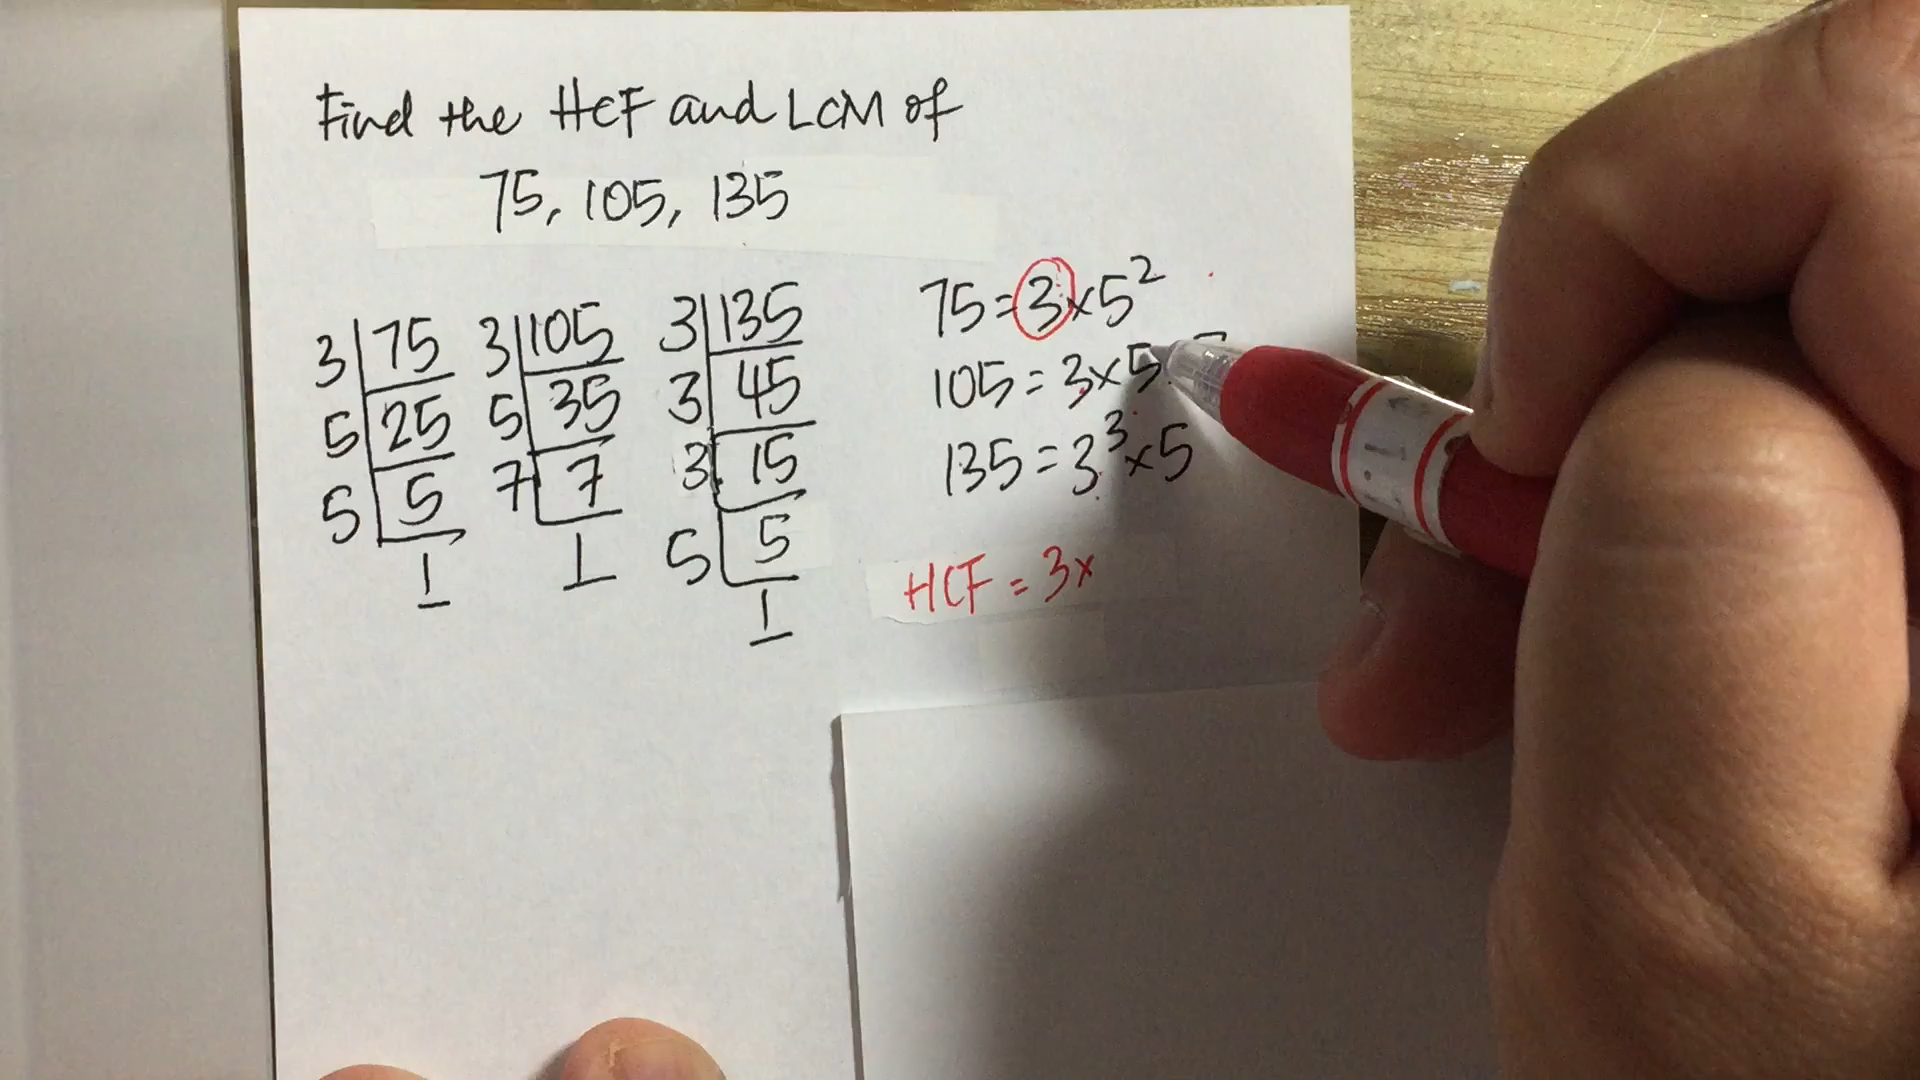 Find the HCF and LCM of
75, 105, 135
3 75
5 25
5 5
1
3 105
5 35
7 7
1
3 135
3 45
3 15
5 5
1
75 = 3 × 5²
105 = 3 × 5
135 = 3³ × 5
HCF = 3 ×